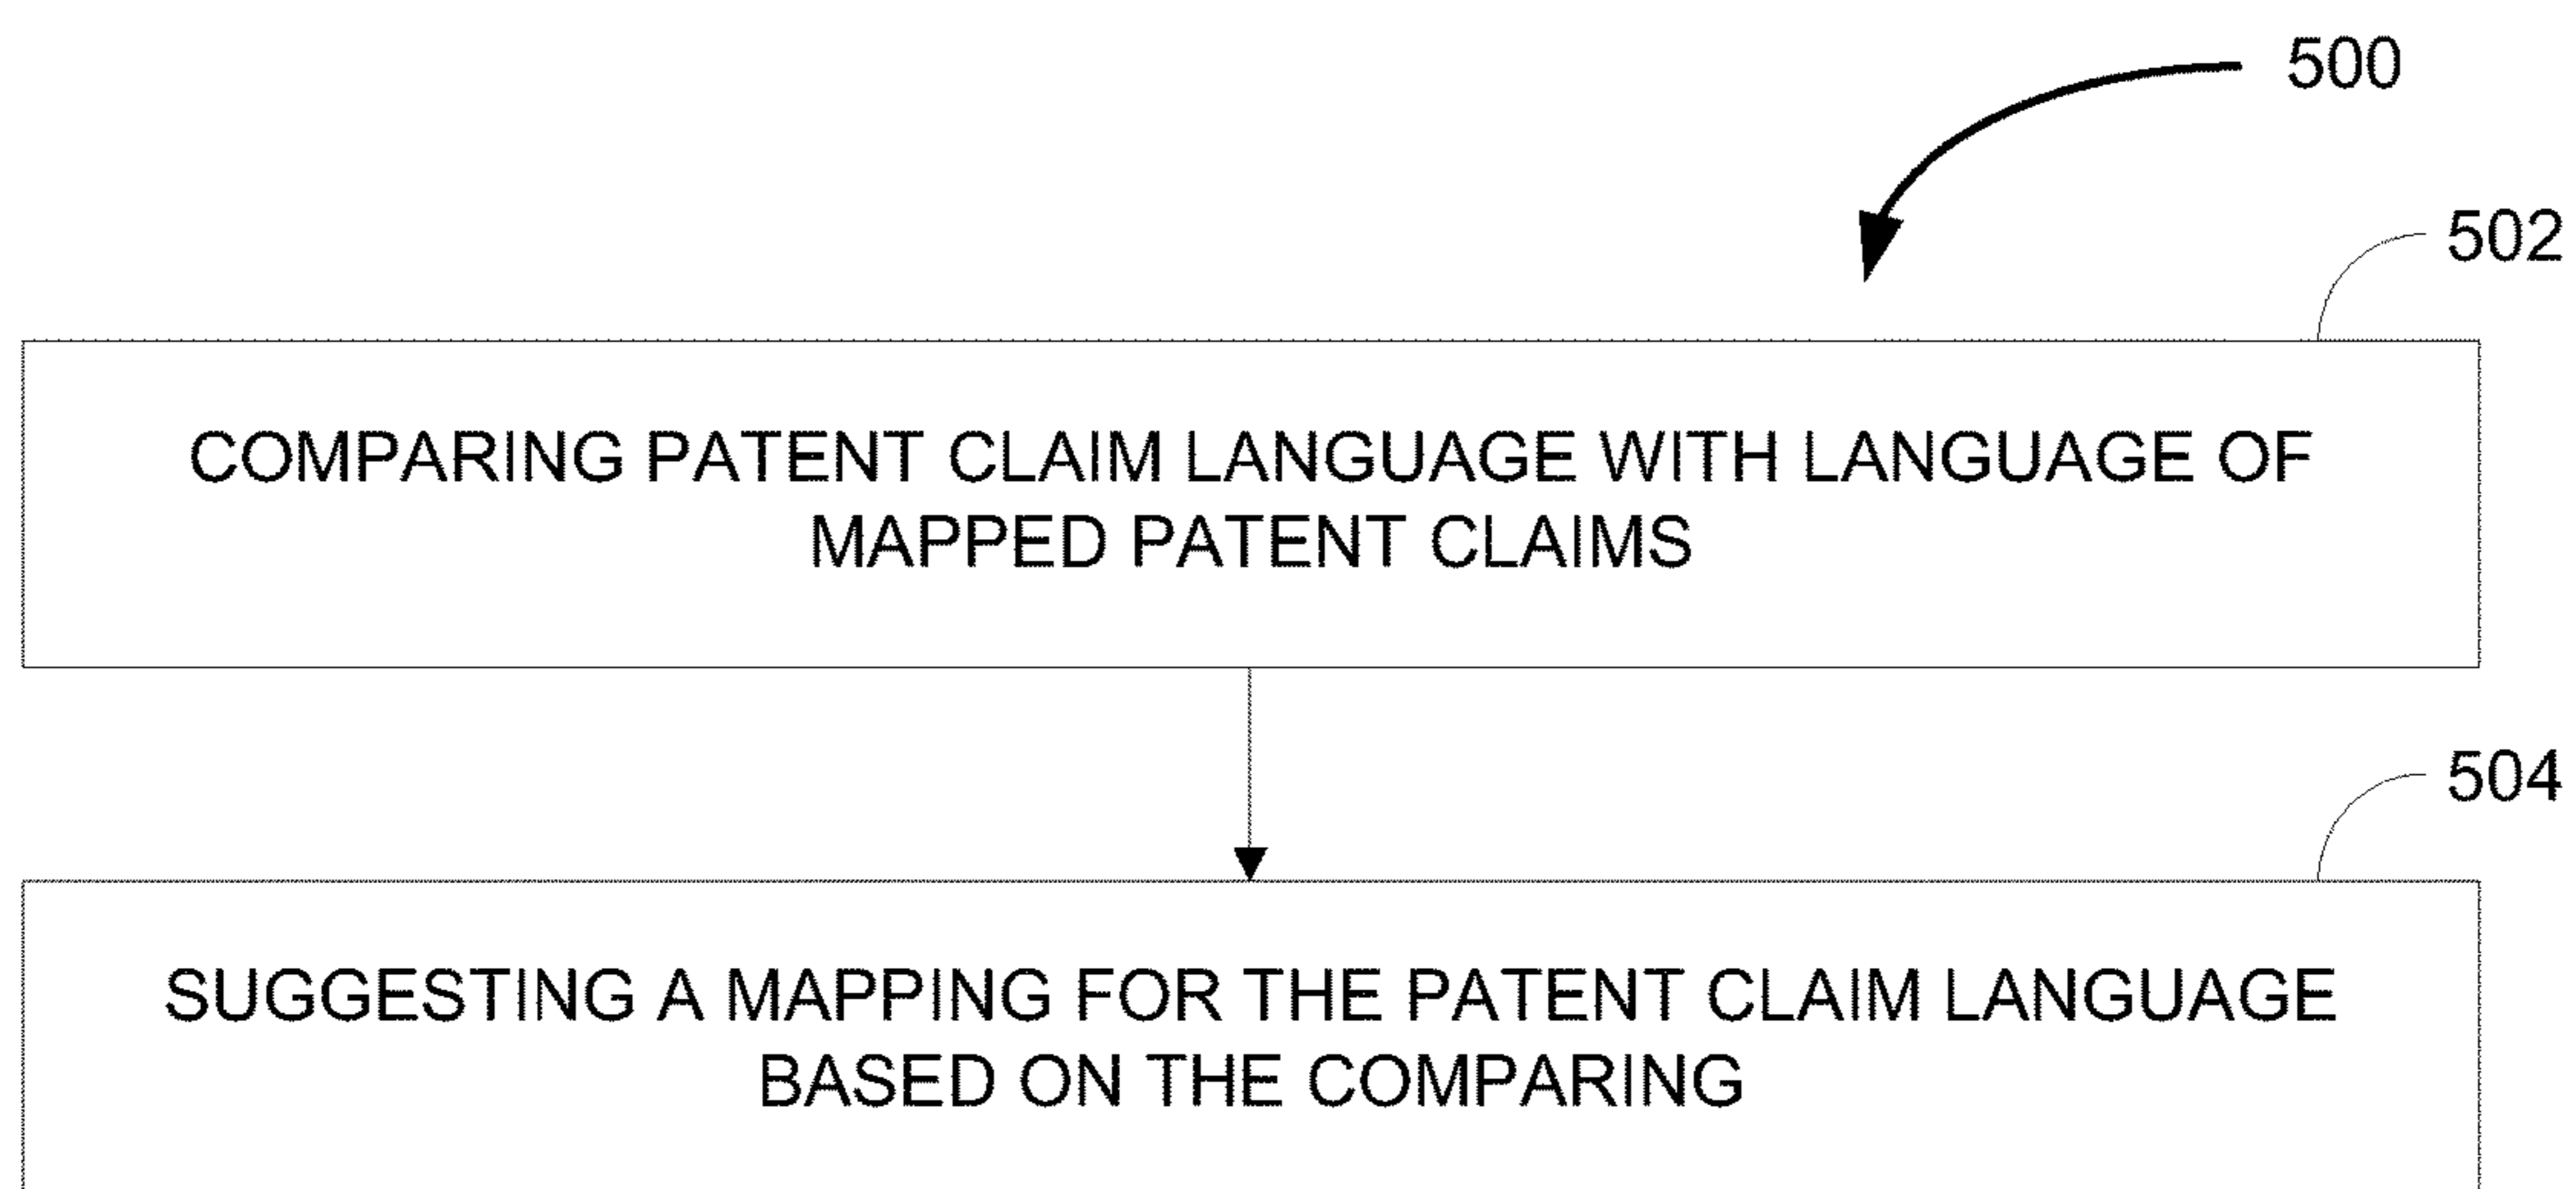 500
502
COMPARING PATENT CLAIM LANGUAGE WITH LANGUAGE OF
MAPPED PATENT CLAIMS
504
SUGGESTING A MAPPING FOR THE PATENT CLAIM LANGUAGE
BASED ON THE COMPARING